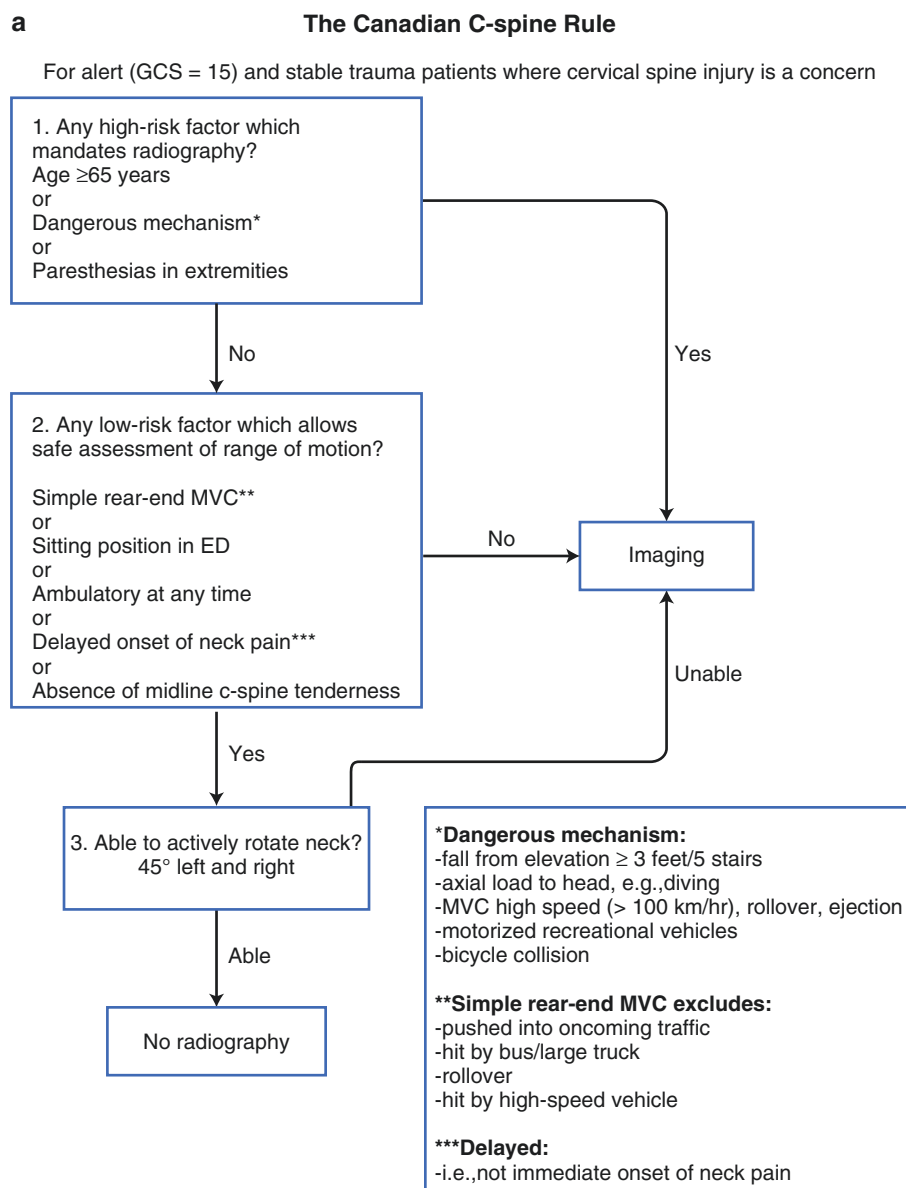 a
The Canadian C-spine Rule
For alert (GCS = 15) and stable trauma patients where cervical spine injury is a concern
1. Any high-risk factor which
mandates radiography?
Age ≥65 years
or
Dangerous mechanism*
or
Paresthasias in extremities
No
Yes
2. Any low-risk factor which allows
safe assessment of range of motion?
Simple rear-end MVC**
or
Sitting position in ED
or
Ambulatory at any time
or
Delayed onset of neck pain***
or
Absence of midline c-spine tenderness
No
Imaging
Unable
Yes
3. Able to actively rotate neck?
45° left and right
Able
No radiography
*Dangerous mechanism:
-fall from elevation ≥ 3 feet/5 stairs
-axial load to head, e.g.,diving
-MVC high speed (> 100 km/hr), rollover, ejection
-motorized recreational vehicles
-bicycle collision
**Simple rear-end MVC excludes:
-pushed into oncoming traffic
-hit by bus/large truck
-rollover
-hit by high-speed vehicle
***Delayed:
-i.e.,not immediate onset of neck pain